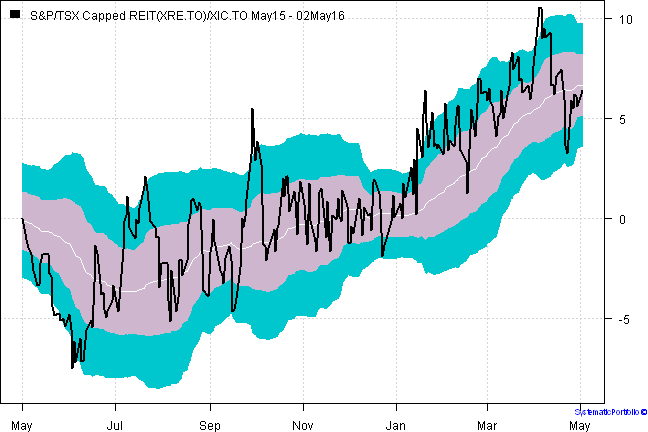 S&P/TSX Capped REIT(XRE.TO)/XIC.TO May15 - 02May16
10
5
0
-5
May Jul Sep Nov Jan Mar May
SystematicPortfolio ©